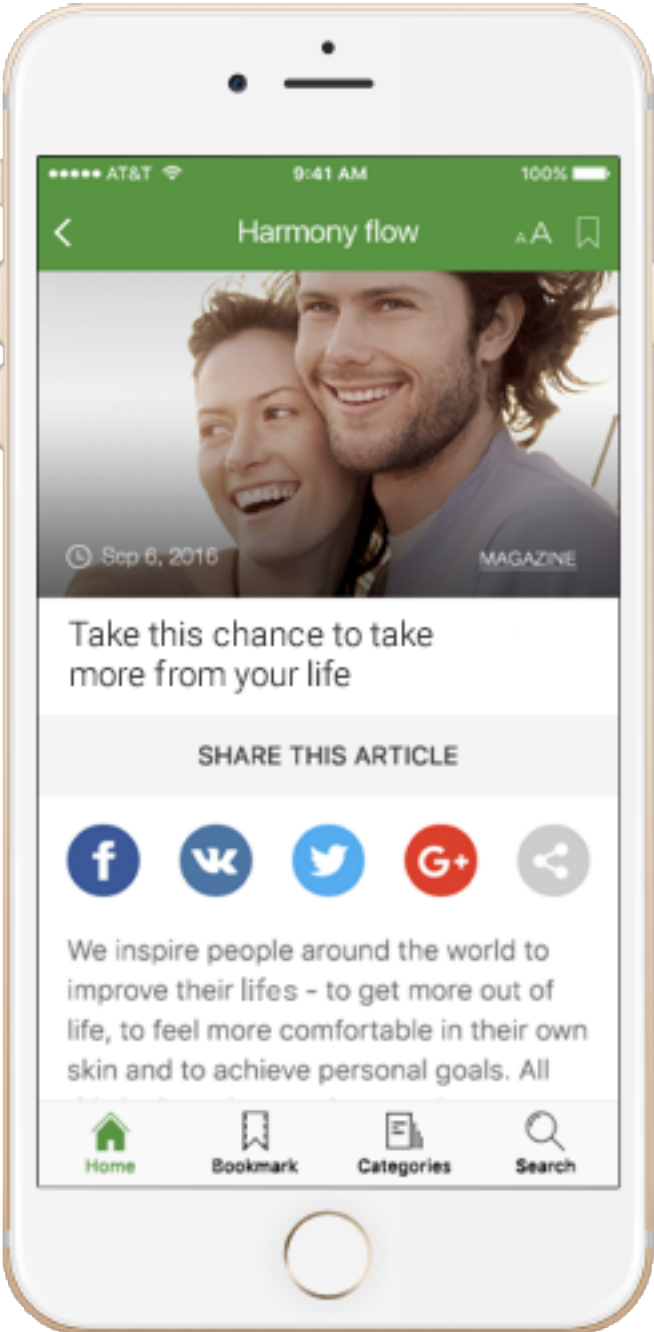 AT&T 9:41 AM 100%
Harmony flow AA
Sep 6, 2016 MAGAZINE
Take this chance to take
more from your life
SHARE THIS ARTICLE
f VK G+
We inspire people around the world to
improve their lifes - to get more out of
life, to feel more comfortable in their own
skin and to achieve personal goals. All
Home Bookmark Categories Search